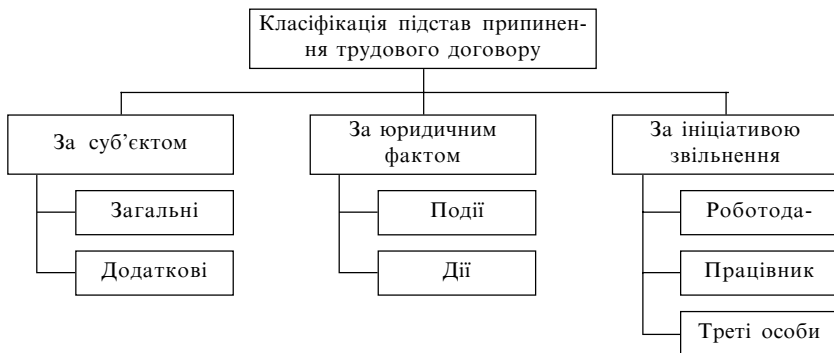 Класифікація підстав припинен-
ня трудового договору
За суб’єктом
Загальні
Додаткові
За юридичним
фактом
Події
Дії
За ініціативою
звільнення
Роботода-
Працівник
Треті особи